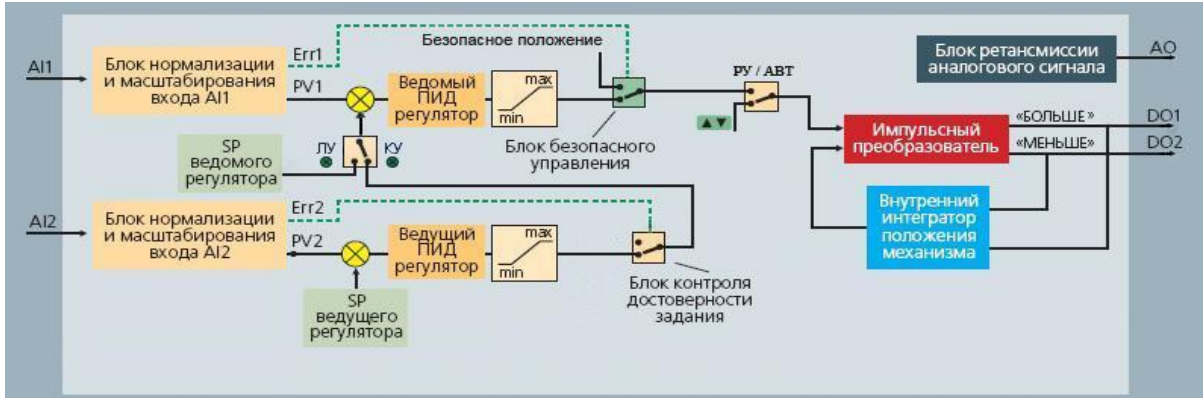 AI1
Блок нормализации
и масштабирования
входа AI1
Err1
PV1
Ведомый
ПИД
регулятор
max
min
Безопасное положение
Блок безопасного
управления
РУ / АВТ
▲▼
Блок ретансмиссии
аналогового сигнала
AO
Импульсный
преобразователь
«БОЛЬШЕ»
DO1
«МЕНЬШЕ»
DO2
Внутренний
интегратор
положения
механизма
SP
ведомого
регулятора
ЛУ
КУ
AI2
Блок нормализации
и масштабирования
входа AI2
Err2
PV2
Ведущий
ПИД
регулятор
max
min
Блок контроля
достоверности
задания
SP
ведущего
регулятора